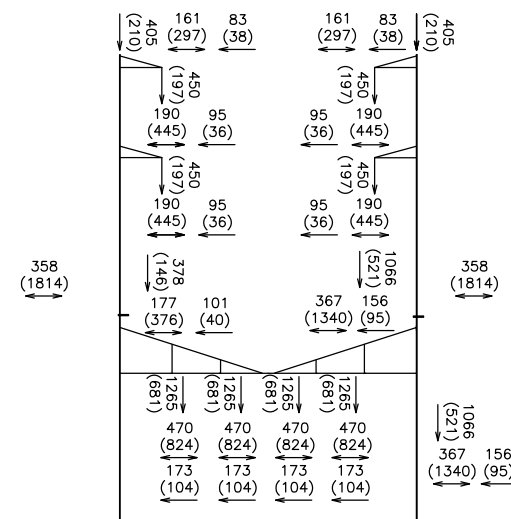 405 161 83 161 83 405
(210) (297) (38) (297) (38) (210)
450 450
(197) (197)
190 95 95 190
(445) (36) (36) (445)
450 450
(197) (197)
190 95 95 190
(445) (36) (36) (445)
358 378 1066 358
(1814) (146) (521) (1814)
177 101 367 156
(376) (40) (1340) (95)
1265 1265 1265 1265
(681) (681) (681) (681)
1066
(521)
470 470 470 470
(824) (824) (824) (824)
367 156
(1340) (95)
173 173 173 173
(104) (104) (104) (104)